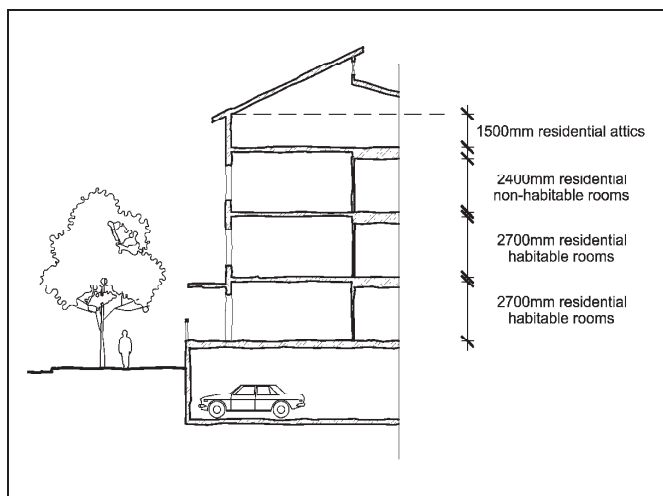 1500mm residential attics
2400mm residential
non-habitable rooms
2700mm residential
habitable rooms
2700mm residential
habitable rooms